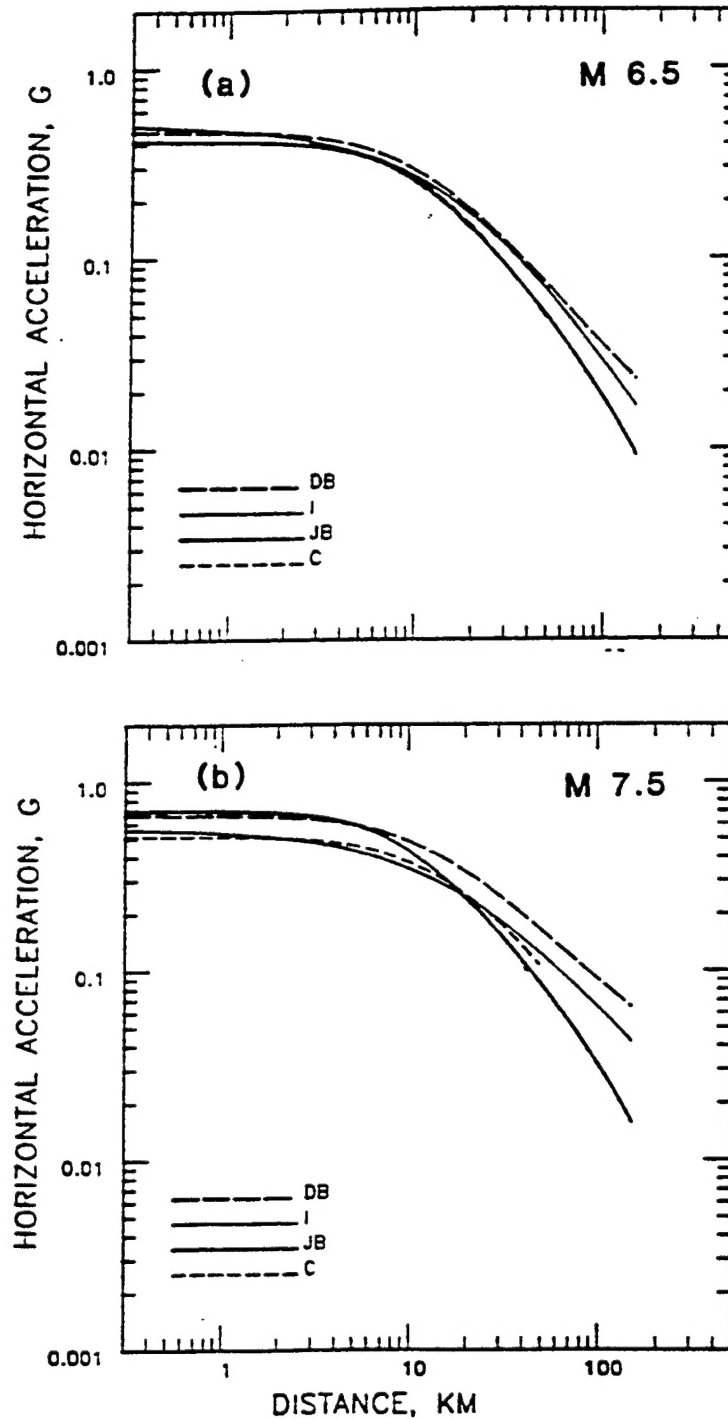 (a)
M 6.5
HORIZONTAL ACCELERATION, G
1.0
0.1
0.01
0.001
DB
I
JB
C
(b)
M 7.5
HORIZONTAL ACCELERATION, G
1.0
0.1
0.01
0.001
DB
I
JB
C
1
10
100
DISTANCE, KM